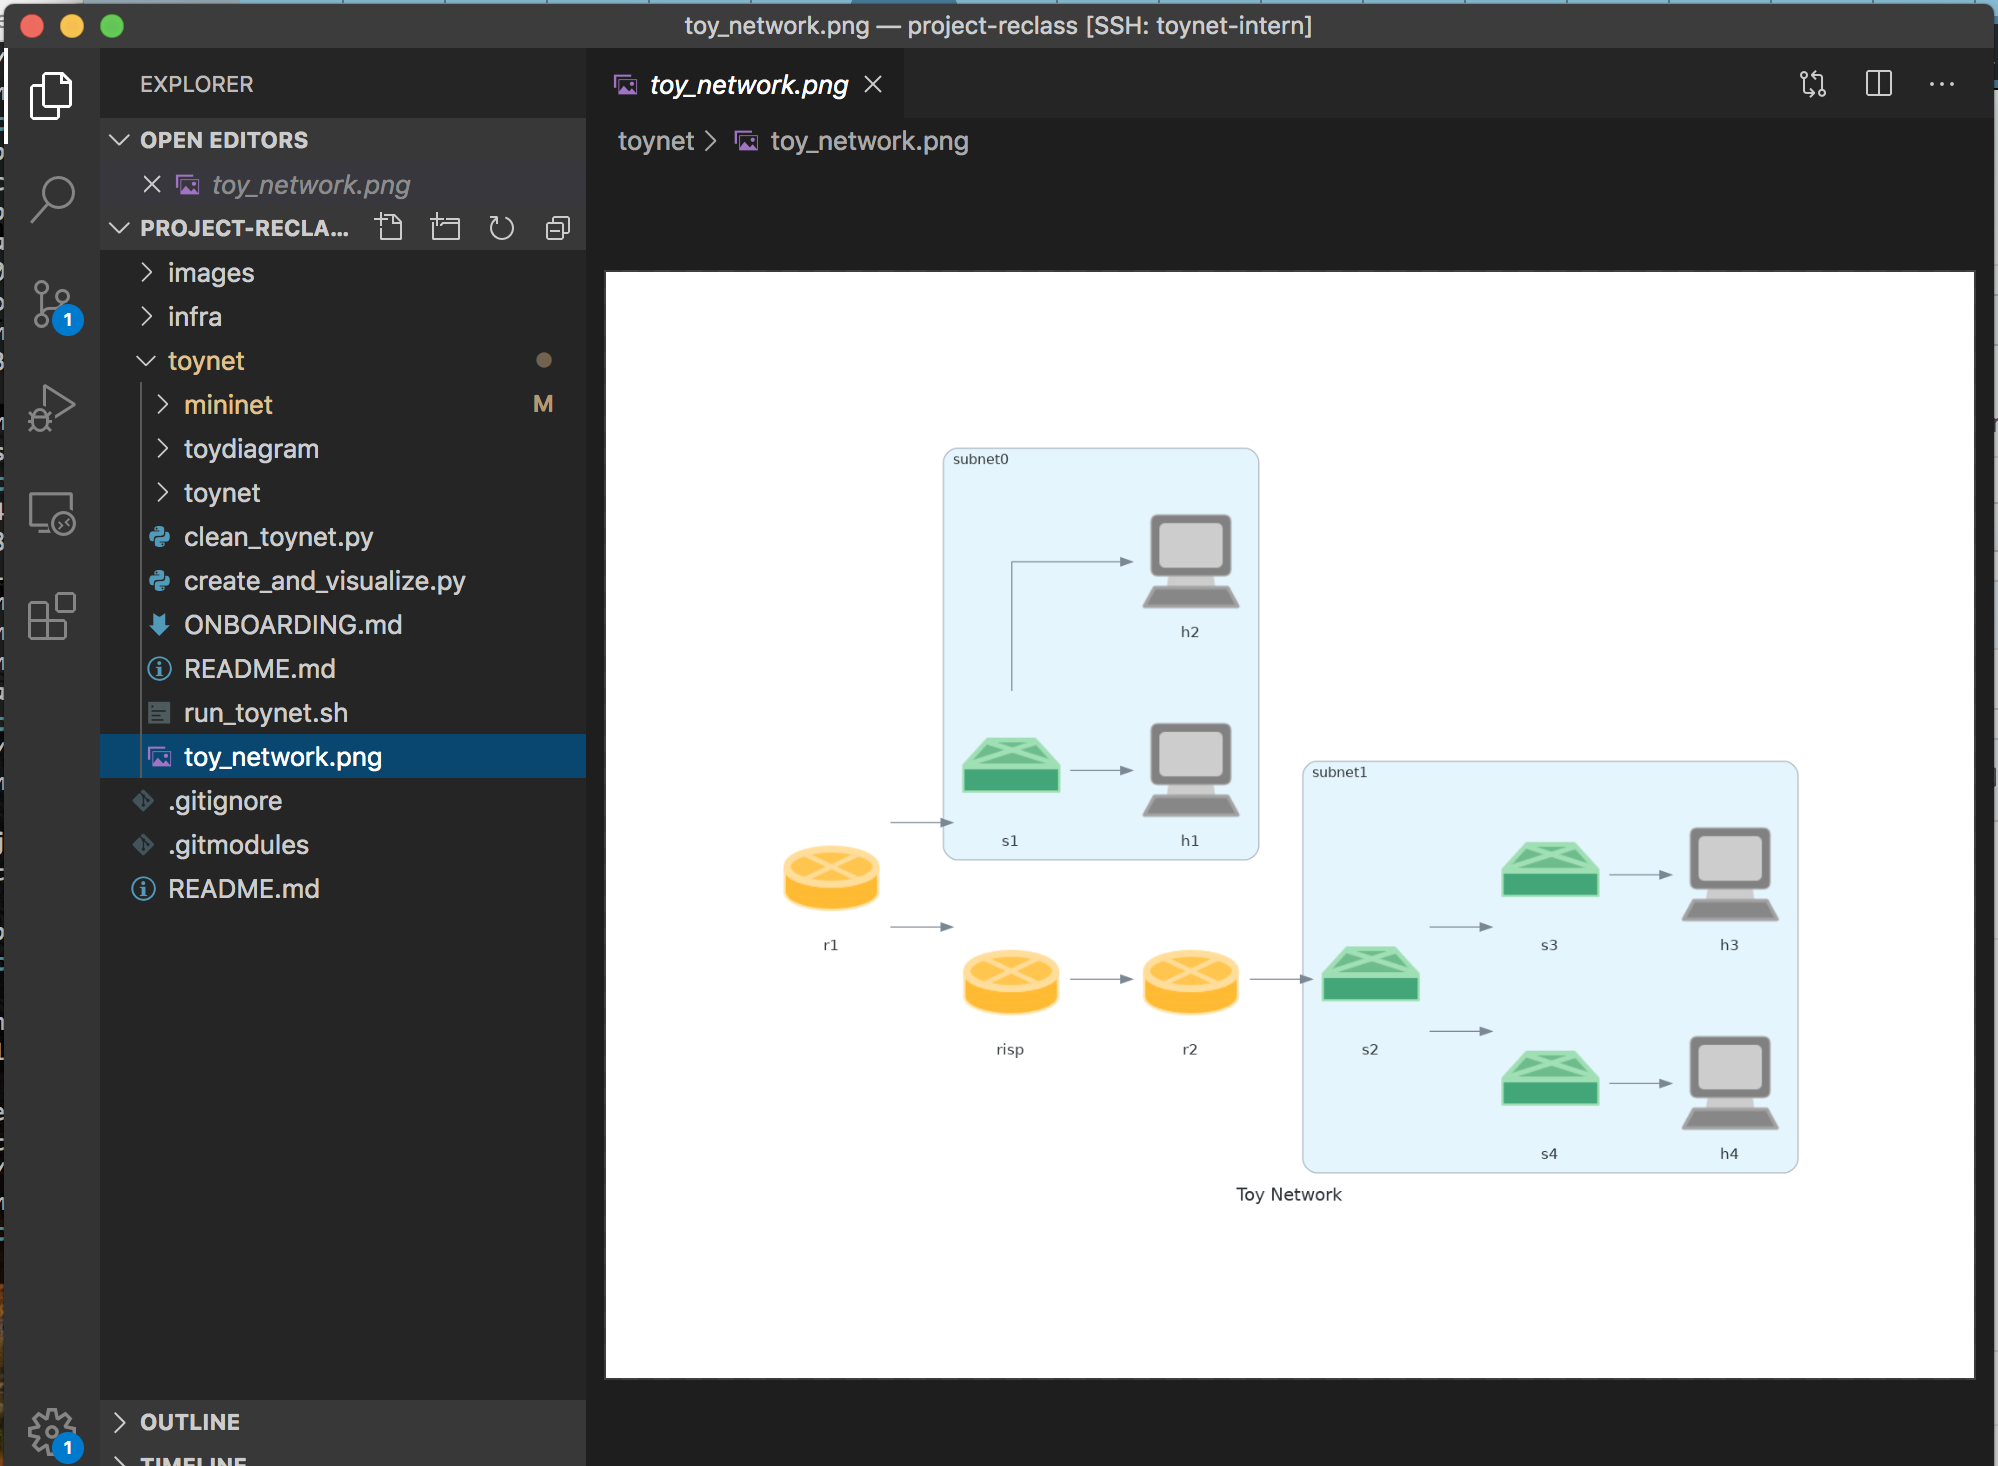 toy_network.png — project-reclass [SSH: toynet-intern]
EXPLORER
OPEN EDITORS
toy_network.png
PROJECT-RECLA...
images
infra
toynet
mininet M
toydiagram
toynet
clean_toynet.py
create_and_visualize.py
ONBOARDING.md
README.md
run_toynet.sh
toy_network.png
.gitignore
.gitmodules
README.md
OUTLINE
TIMELINE
1
1
toy_network.png
toynet > toy_network.png
subnet0
h2
s1
h1
r1
risp
r2
subnet1
s3
h3
s2
s4
h4
Toy Network